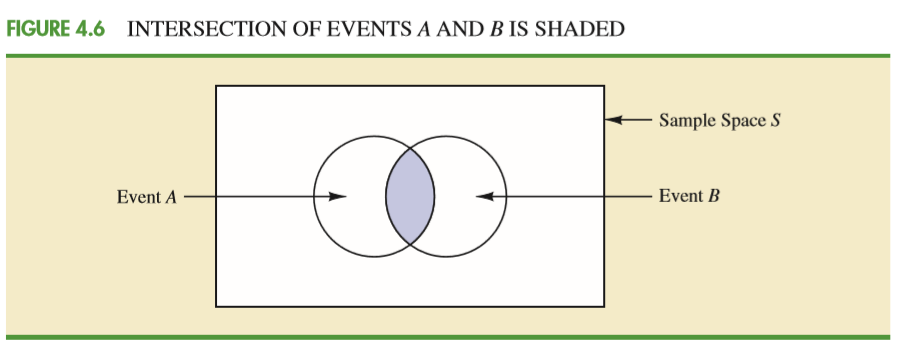 FIGURE 4.6 INTERSECTION OF EVENTS A AND B IS SHADED
Sample Space S
Event A
Event B